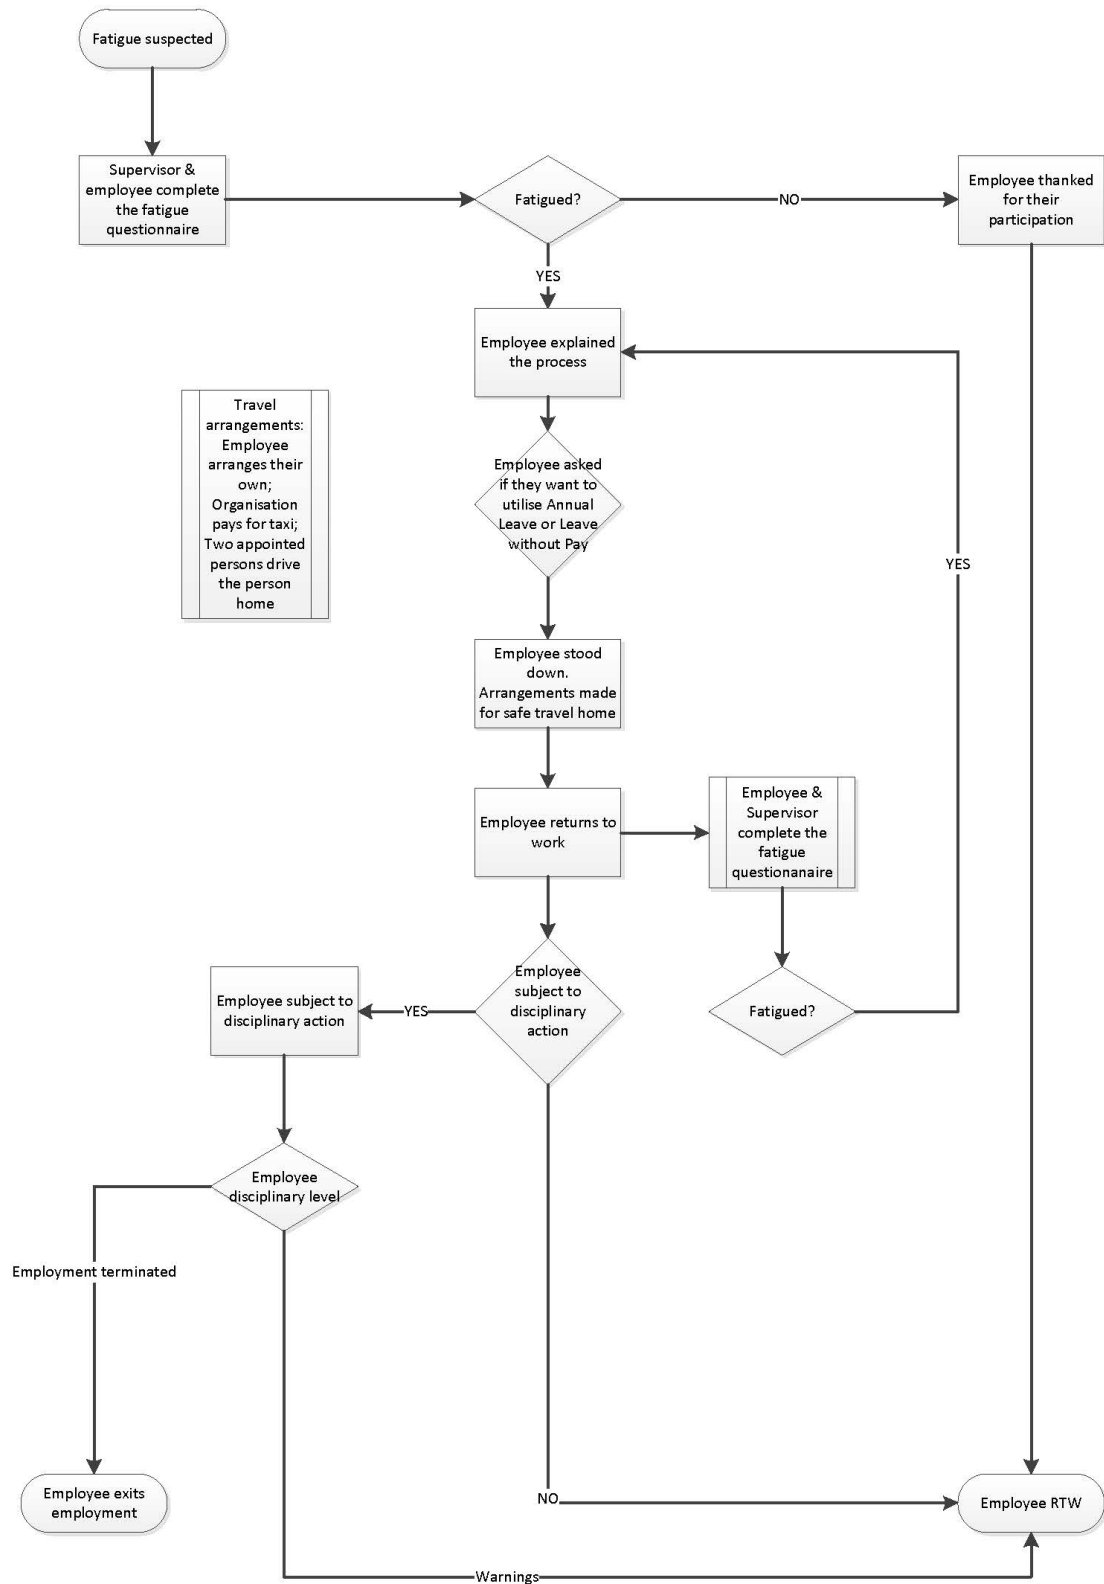 Fatigue suspected
Supervisor &
employee complete
the fatigue
questionnaire
Fatigued?
NO
Employee thanked
for their
participation
YES
Employee explained
the process
Travel
arrangements:
Employee
arranges their
own;
Organisation
pays for taxi;
Two appointed
persons drive
the person
home
Employee asked
if they want to
utilise Annual
Leave or Leave
without Pay
YES
Employee stood
down.
Arrangements made
for safe travel home
Employee returns to
work
Employee &
Supervisor
complete the
fatigue
questionanaire
Employee subject to
disciplinary action
YES
Employee
subject to
disciplinary
action
Fatigued?
Employee
disciplinary level
Employment terminated
Employee exits
employment
NO
Employee RTW
Warnings